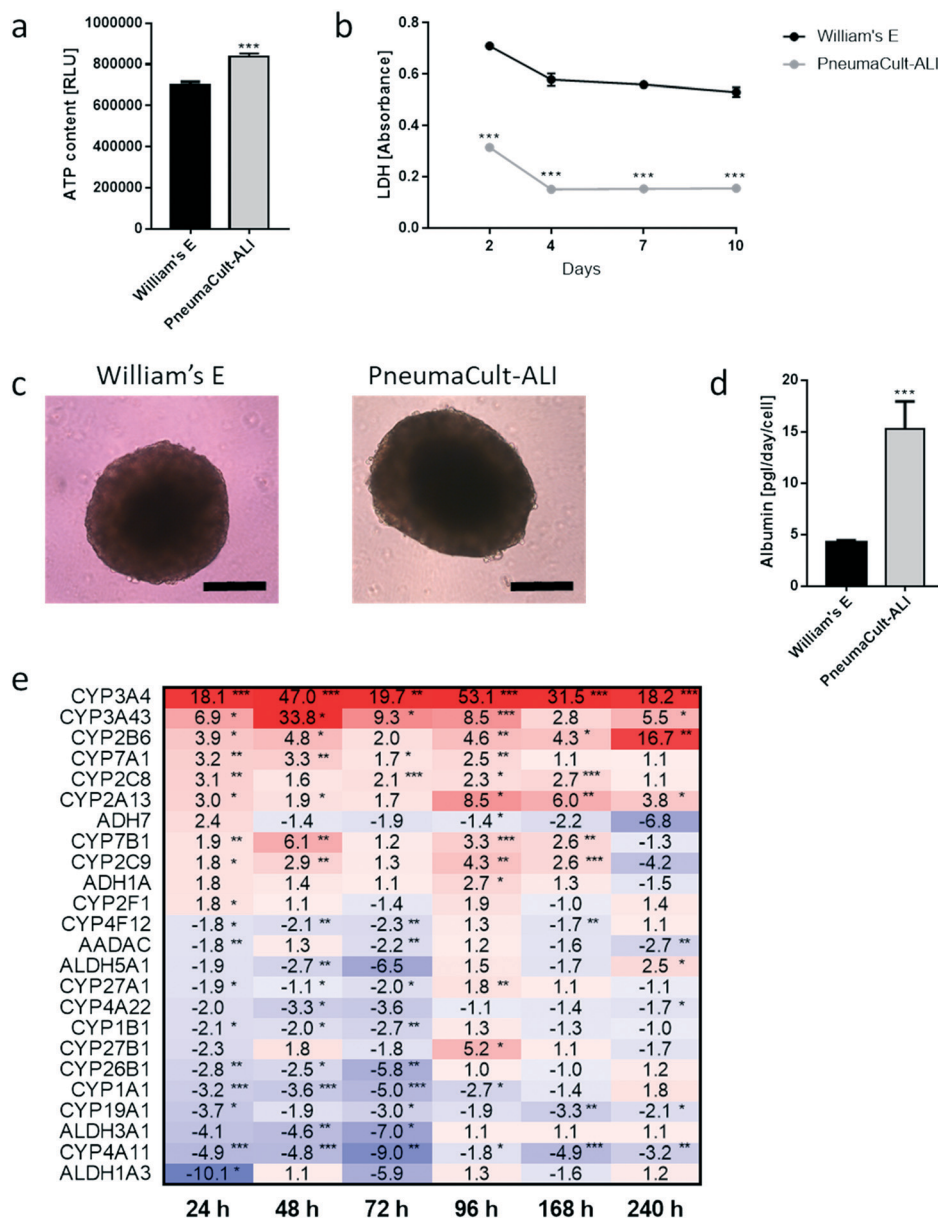 a
ATP content [RLU]
1000000
800000
600000
400000
200000
0
***
William's E
PneumaCult-ALI
b
LDH [Absorbance]
0.8
0.6
0.4
0.2
0.0
***
***
***
***
2
4
7
10
Days
William's E
PneumaCult-ALI
c
William's E
PneumaCult-ALI
d
Albumin [pgl/day/cell]
20
15
10
5
0
***
William's E
PneumaCult-ALI
e
CYP3A4 18.1 *** 47.0 *** 19.7 ** 53.1 *** 31.5 *** 18.2 ***
CYP3A43 6.9 * 33.8 * 9.3 * 8.5 *** 2.8 5.5 *
CYP2B6 3.9 * 4.8 * 2.0 4.6 ** 4.3 * 16.7 **
CYP7A1 3.2 ** 3.3 ** 1.7 * 2.5 ** 1.1 1.1
CYP2C8 3.1 ** 1.6 2.1 *** 2.3 * 2.7 *** 1.1
CYP2A13 3.0 * 1.9 * 1.7 8.5 * 6.0 ** 3.8 *
ADH7 2.4 -1.4 -1.9 -1.4 * -2.2 -6.8
CYP7B1 1.9 ** 6.1 ** 1.2 3.3 *** 2.6 ** -1.3
CYP2C9 1.8 * 2.9 ** 1.3 4.3 ** 2.6 *** -4.2
ADH1A 1.8 1.4 1.1 2.7 * 1.3 -1.5
CYP2F1 1.8 * 1.1 -1.4 1.9 -1.0 1.4
CYP4F12 -1.8 * -2.1 ** -2.3 ** 1.3 -1.7 ** 1.1
AADAC -1.8 ** 1.3 -2.2 ** 1.2 -1.6 -2.7 **
ALDH5A1 -1.9 -2.7 ** -6.5 1.5 -1.7 2.5 *
CYP27A1 -1.9 * -1.1 * -2.0 * 1.8 ** 1.1 -1.1
CYP4A22 -2.0 -3.3 * -3.6 -1.1 -1.4 -1.7 *
CYP1B1 -2.1 * -2.0 * -2.7 ** 1.3 -1.3 -1.0
CYP27B1 -2.3 1.8 -1.8 5.2 * 1.1 -1.7
CYP26B1 -2.8 ** -2.5 * -5.8 ** 1.0 -1.0 1.2
CYP1A1 -3.2 *** -3.6 *** -5.0 *** -2.7 * -1.4 1.8
CYP19A1 -3.7 * -1.9 -3.0 * -1.9 -3.3 ** -2.1 *
ALDH3A1 -4.1 -4.6 ** -7.0 * 1.1 1.1 1.1
CYP4A11 -4.9 *** -4.8 *** -9.0 ** -1.8 * -4.9 *** -3.2 **
ALDH1A3 -10.1 * 1.1 -5.9 1.3 -1.6 1.2
24 h 48 h 72 h 96 h 168 h 240 h